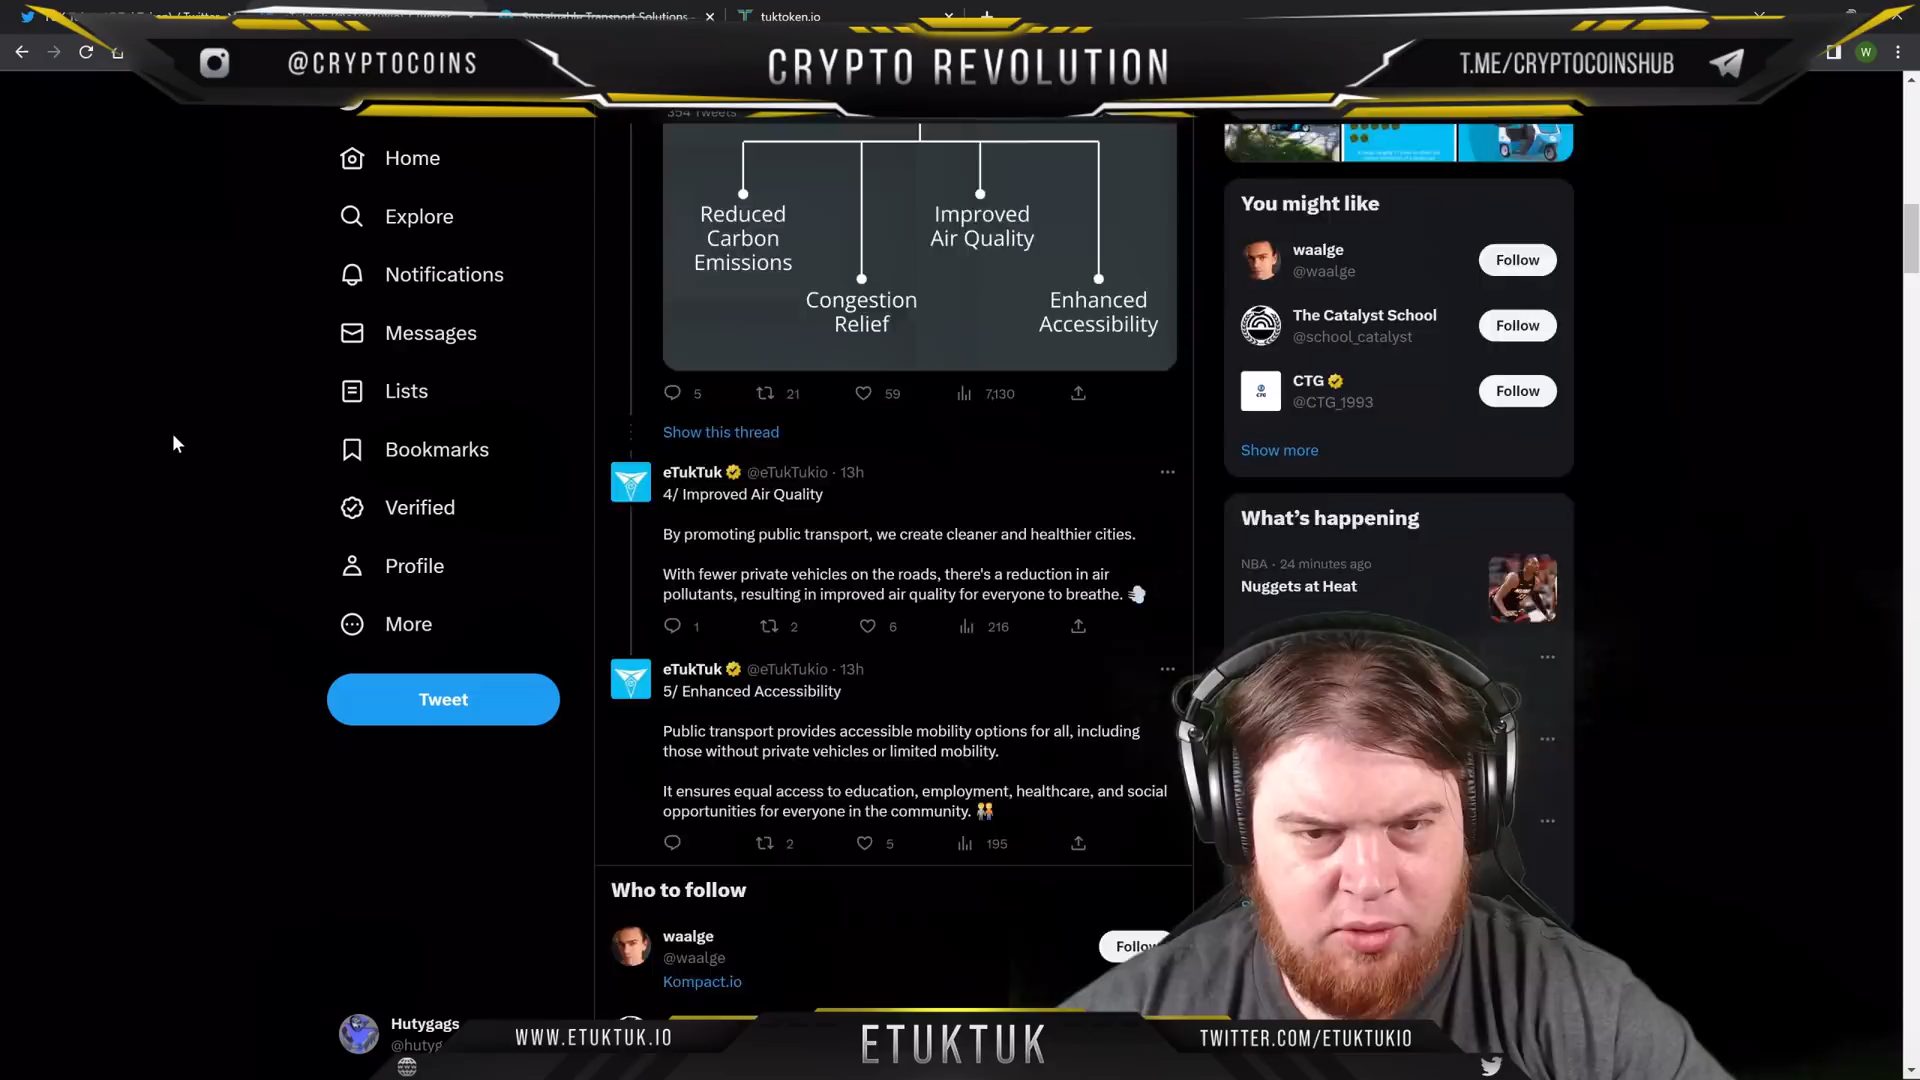 Sustainable Transport Solutions
tuktoken.io
@CRYPTOCOINS
CRYPTO REVOLUTION
T.ME/CRYPTOCOINSHUB
W
354 Tweets
Home
Explore
Notifications
Messages
Lists
Bookmarks
Verified
Profile
More
Tweet
Hutygags
Reduced
Carbon
Emissions
Congestion
Relief
Improved
Air Quality
Enhanced
Accessibility
5 21 59 7,130
Show this thread
eTukTuk @eTukTukio · 13h
4/ Improved Air Quality
By promoting public transport, we create cleaner and healthier cities.
With fewer private vehicles on the roads, there's a reduction in air
pollutants, resulting in improved air quality for everyone to breathe.
1 2 6 216
eTukTuk @eTukTukio · 13h
5/ Enhanced Accessibility
Public transport provides accessible mobility options for all, including
those without private vehicles or limited mobility.
It ensures equal access to education, employment, healthcare, and social
opportunities for everyone in the community.
2 5 195
Who to follow
waalge
@waalge
Kompact.io
Follow
You might like
waalge
@waalge
Follow
The Catalyst School
@school_catalyst
Follow
CTG
@CTG_1993
Follow
Show more
What's happening
NBA · 24 minutes ago
Nuggets at Heat
WWW.ETUKTUK.IO
ETUKTUK
TWITTER.COM/ETUKTUKIO